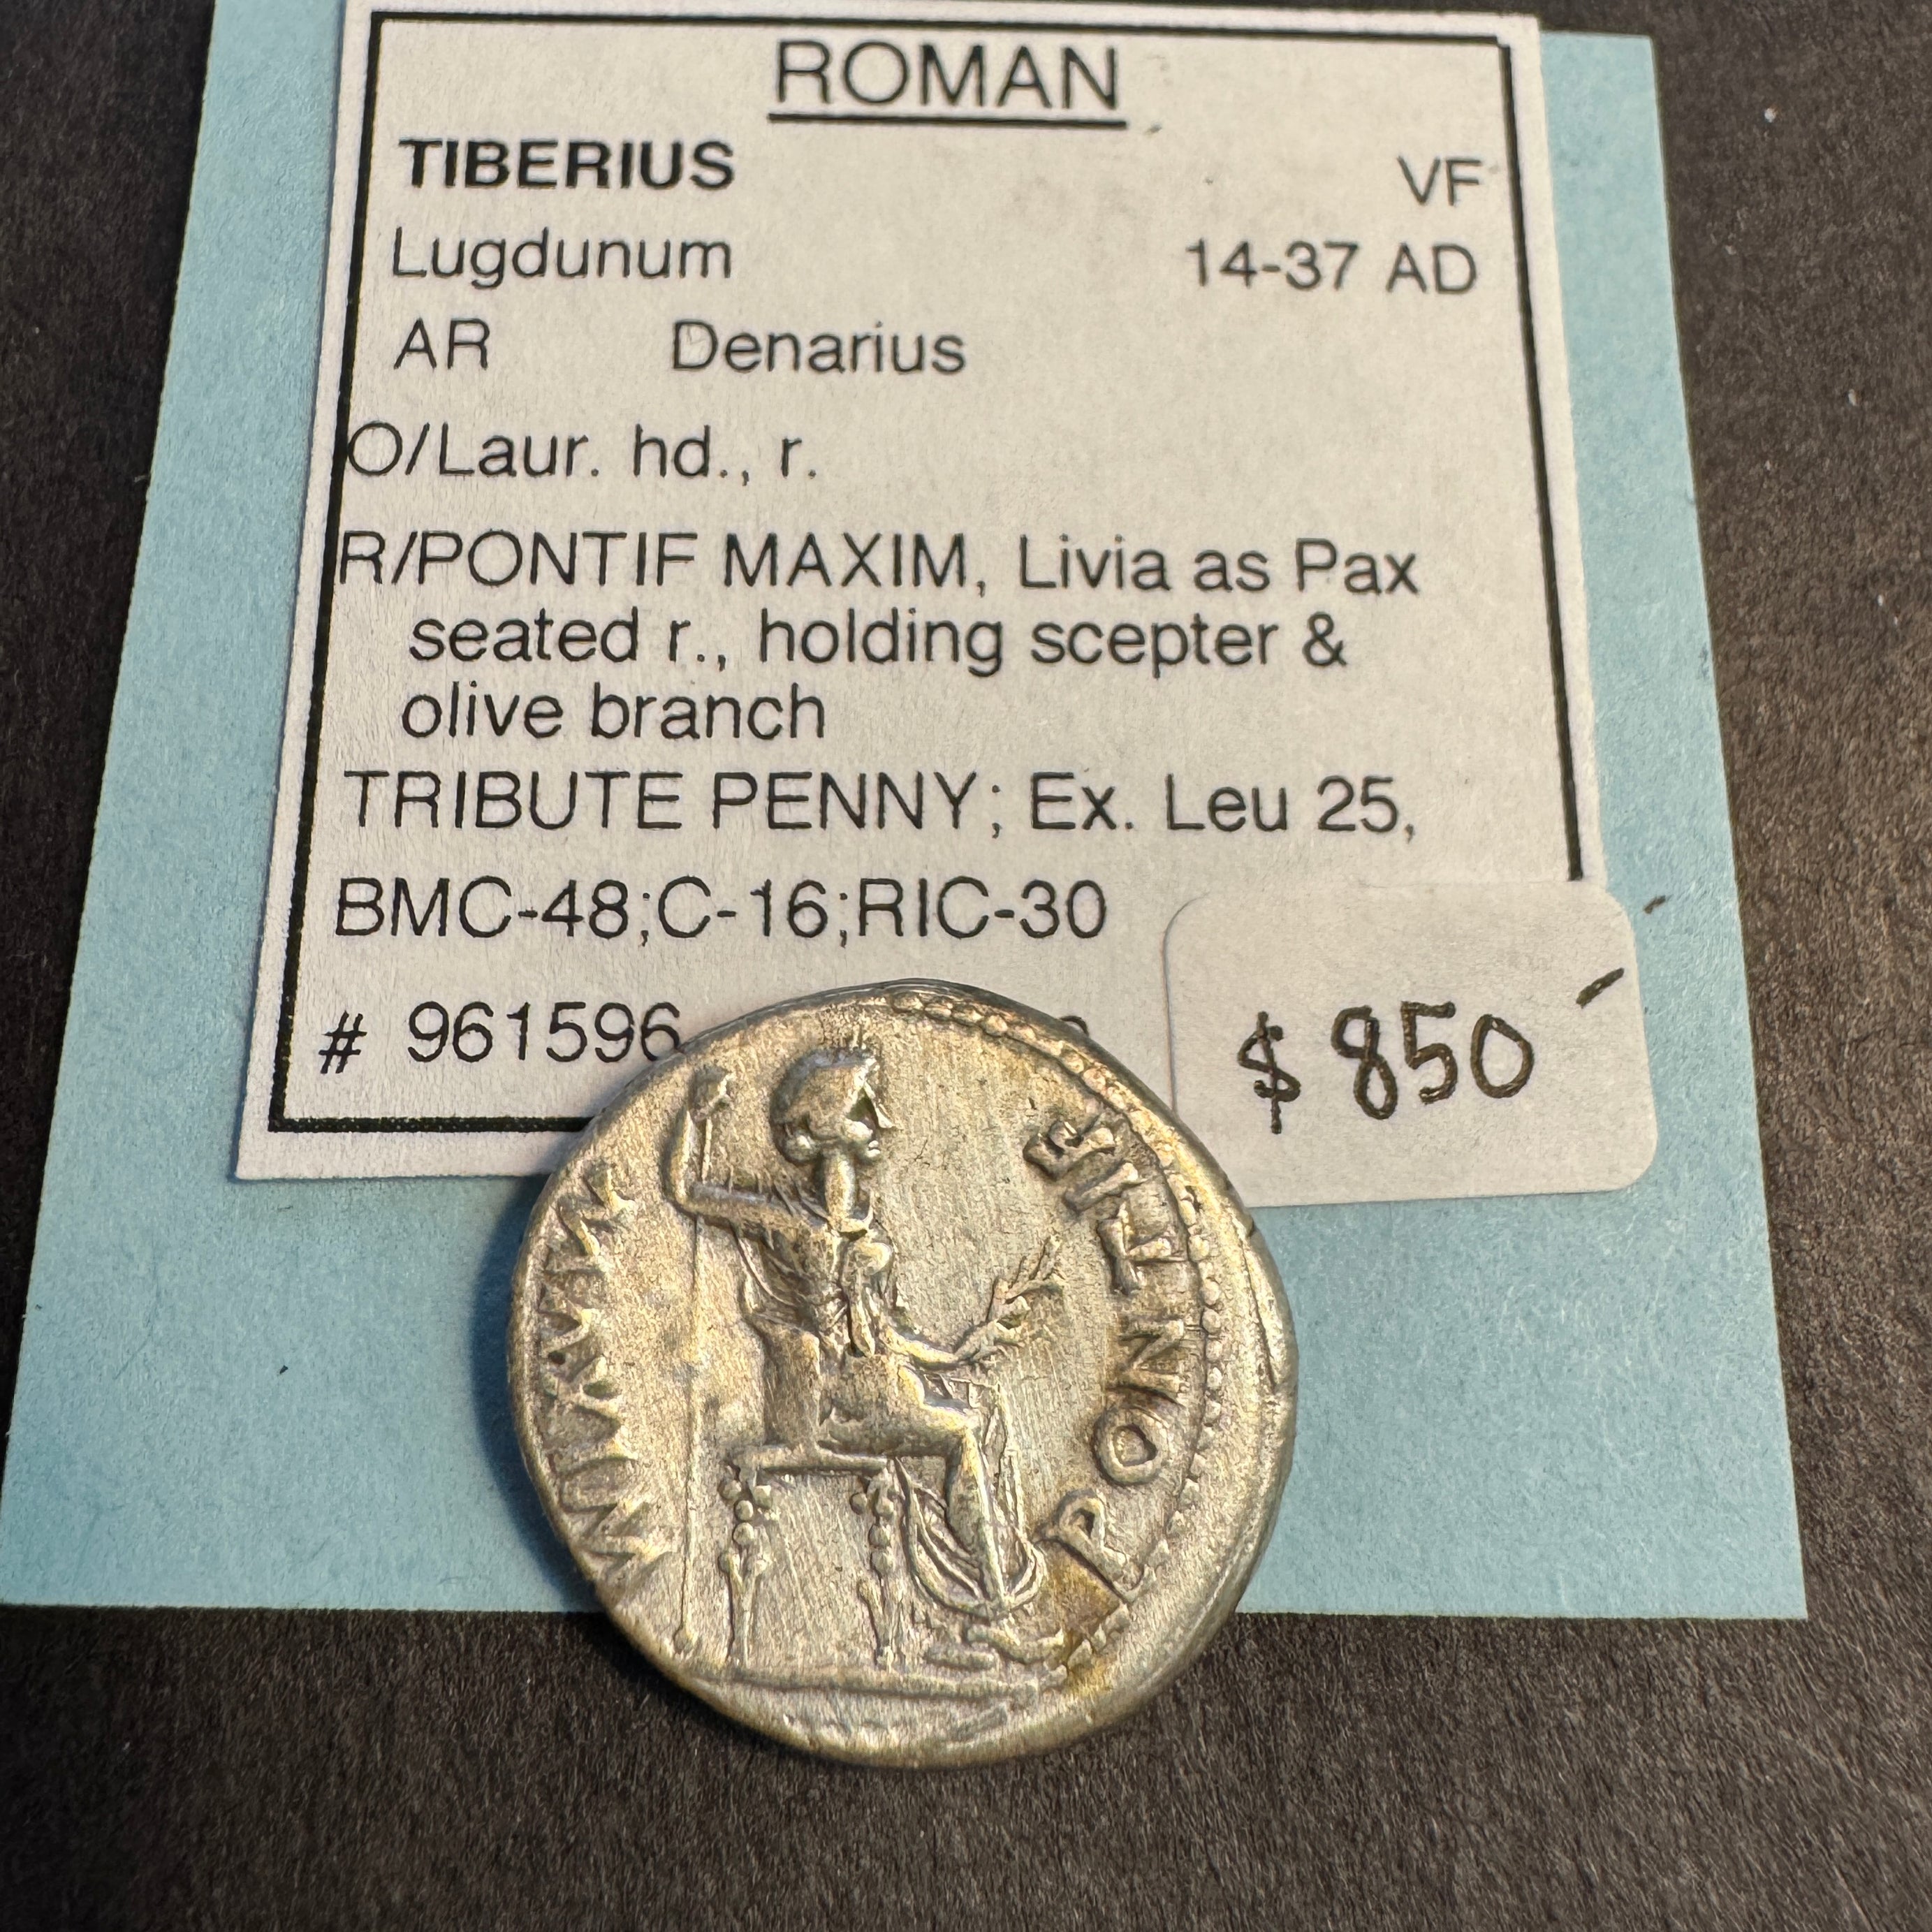 ROMAN
TIBERIUS VF
Lugdunum 14-37 AD
AR Denarius
O/Laur. hd., r.
R/PONTIF MAXIM, Livia as Pax
seated r., holding scepter &
olive branch
TRIBUTE PENNY; Ex. Leu 25,
BMC-48;C-16;RIC-30
# 961596
$850
PONTIF MAXIM